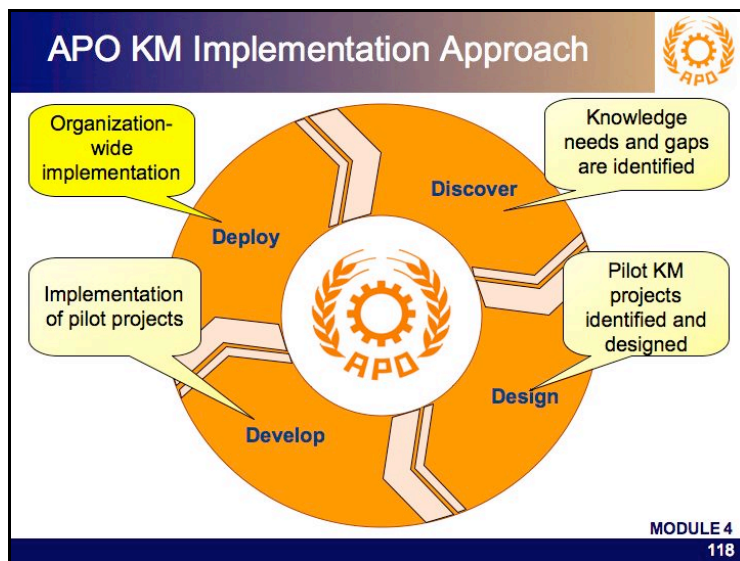 APO KM Implementation Approach
APO
Organization-
wide
implementation
Knowledge
needs and gaps
are identified
Discover
Deploy
Implementation
of pilot projects
Pilot KM
projects
identified and
designed
APO
Design
Develop
MODULE 4
118